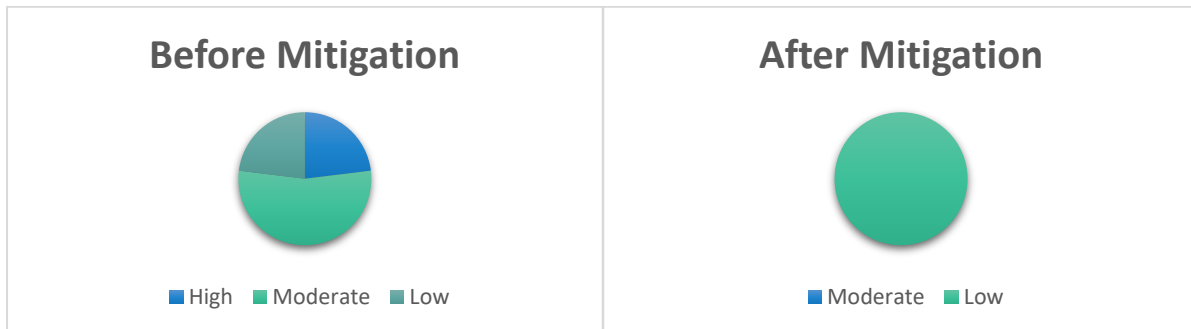 Before Mitigation
High Moderate Low
After Mitigation
Moderate Low